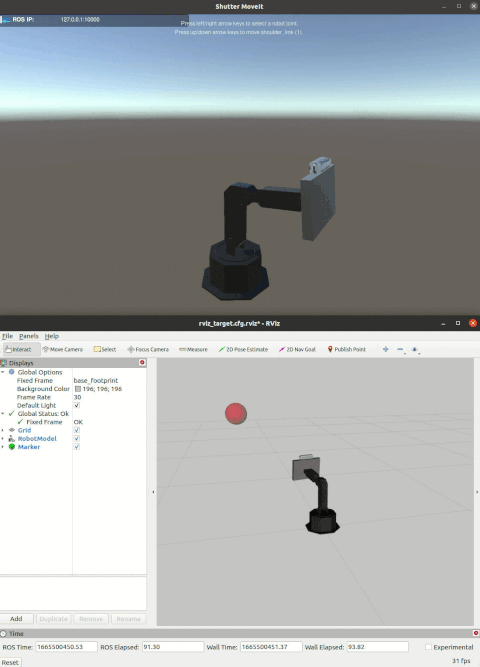 Shutter MoveIt
ROS IP: 127.0.0.1:10000
Press left/right arrow keys to select a robot joint.
Press up/down arrow keys to move shoulder_link (1).
rviz_target.cfg.rviz* - RViz
File Panels Help
Interact Move Camera Select Focus Camera Measure 2D Pose Estimate 2D Nav Goal Publish Point
Displays
Global Options
Fixed Frame base_footprint
Background Color 196; 196; 196
Frame Rate 30
Default Light
Global Status: Ok
Fixed Frame OK
Grid
RobotModel
Marker
Add Duplicate Remove Rename
Time
ROS Time: 1665500450.53 ROS Elapsed: 91.30 Wall Time: 1665500451.37 Wall Elapsed: 93.82 Experimental
Reset 31 fps